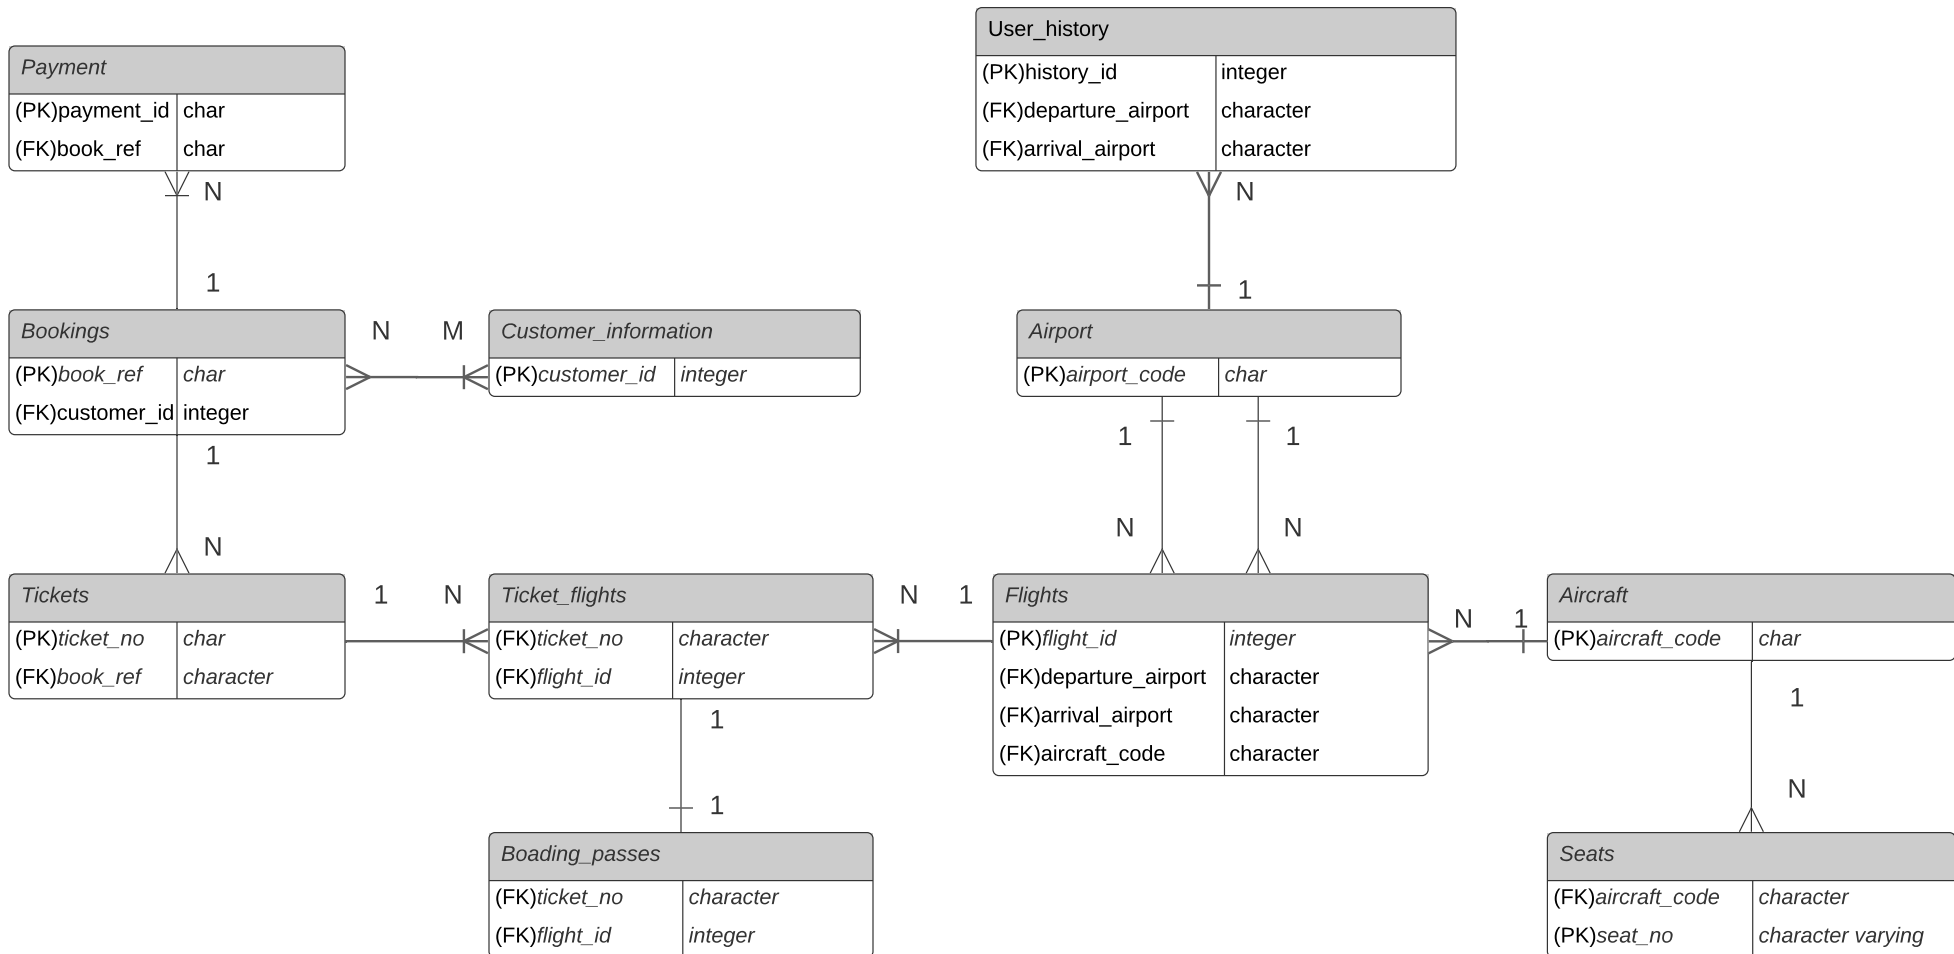 User_history
(PK)history_id integer
(FK)departure_airport character
(FK)arrival_airport character
Payment
(PK)payment_id char
(FK)book_ref char
N
N
1
1
Bookings
(PK)book_ref char
(FK)customer_id integer
N M
Customer_information
(PK)customer_id integer
Airport
(PK)airport_code char
1
1 1
N
N N
Tickets
(PK)ticket_no char
(FK)book_ref character
1 N
Ticket_flights
(FK)ticket_no character
(FK)flight_id integer
N 1
Flights
(PK)flight_id integer
(FK)departure_airport character
(FK)arrival_airport character
(FK)aircraft_code character
N 1
Aircraft
(PK)aircraft_code char
1
1
1
N
Boading_passes
(FK)ticket_no character
(FK)flight_id integer
Seats
(FK)aircraft_code character
(PK)seat_no character varying